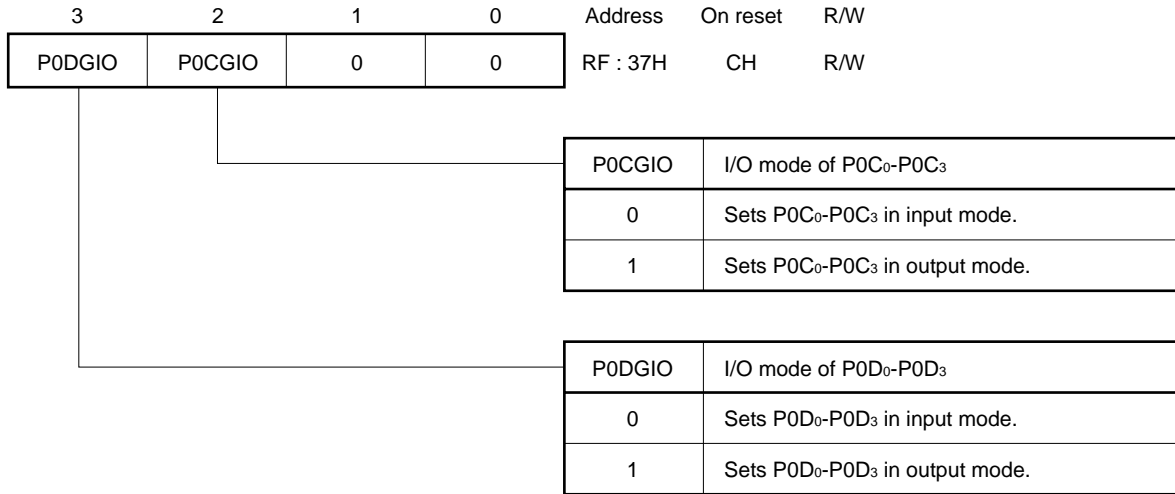 3 2 1 0 Address On reset R/W
P0DGIO P0CGIO 0 0 RF : 37H CH R/W
P0CGIO I/O mode of P0C0-P0C3
0 Sets P0C0-P0C3 in input mode.
1 Sets P0C0-P0C3 in output mode.
P0DGIO I/O mode of P0D0-P0D3
0 Sets P0D0-P0D3 in input mode.
1 Sets P0D0-P0D3 in output mode.